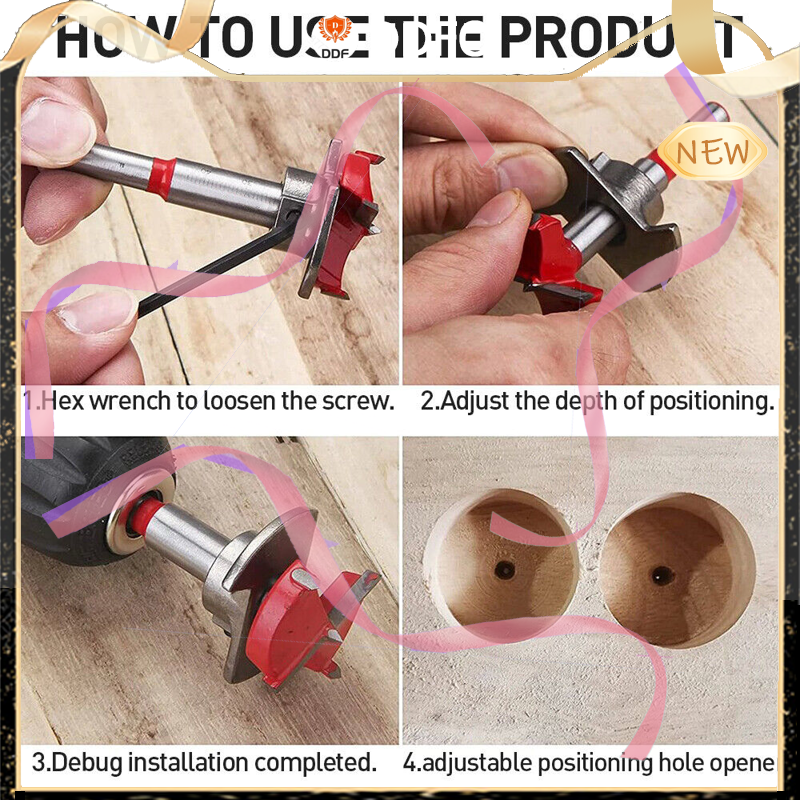 HOW TO USE THE PRODUCT
DDF
NEW
1.Hex wrench to loosen the screw.
2.Adjust the depth of positioning.
3.Debug installation completed.
4.adjustable positioning hole opene